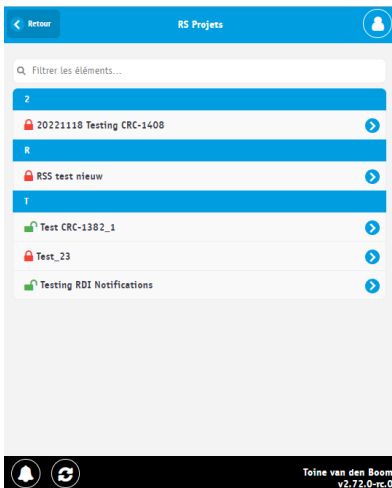 Retour
RS Projets
Filtrer les éléments...
2
20221118 Testing CRC-1408
R
RSS test nieuw
T
Test CRC-1382_1
Test_23
Testing RDI Notifications
Toine van den Boom
v2.72.0-rc.0